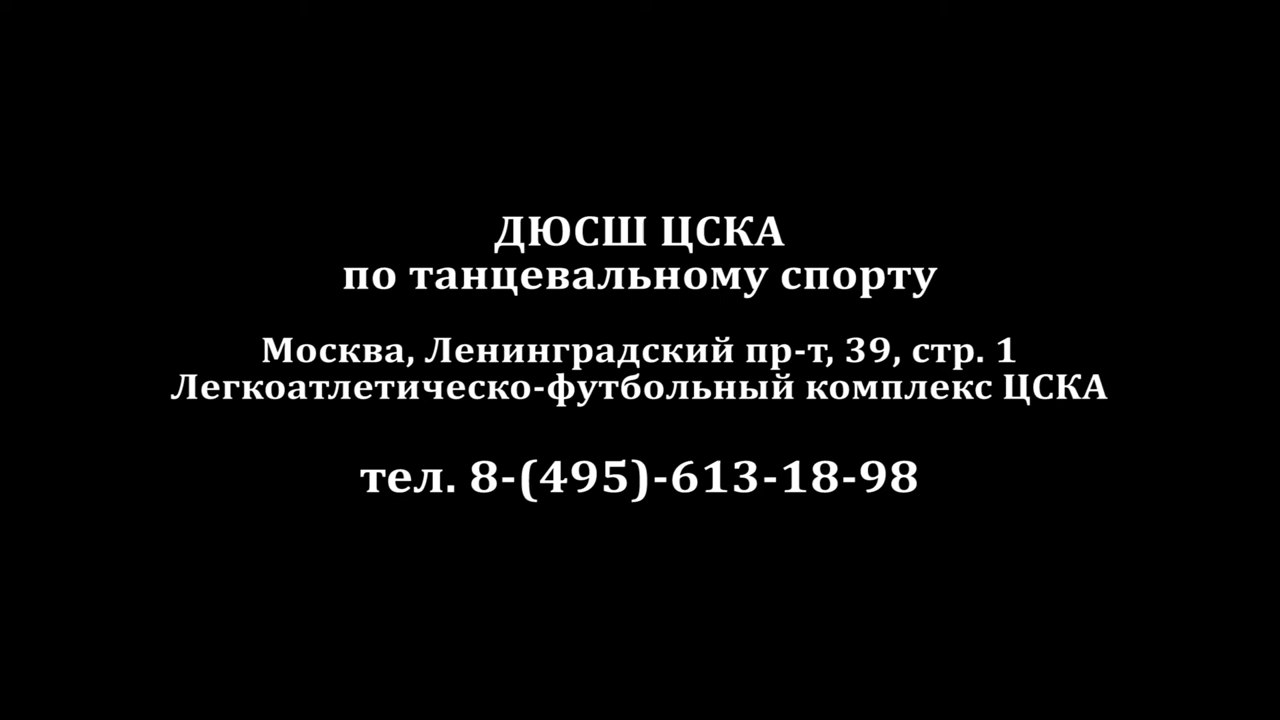 ДЮСШ ЦСКА
по танцевальному спорту
Москва, Ленинградский пр-т, 39, стр. 1
Легкоатлетическо-футбольный комплекс ЦСКА
тел. 8-(495)-613-18-98